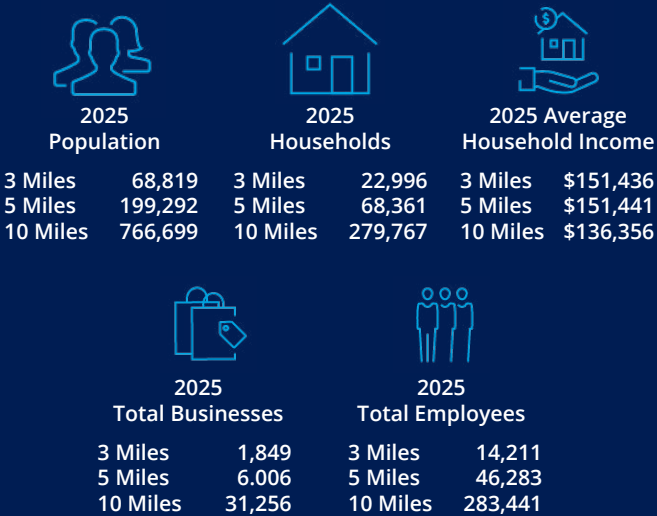 2025
Population
3 Miles 68,819
5 Miles 199,292
10 Miles 766,699
2025
Households
3 Miles 22,996
5 Miles 68,361
10 Miles 279,767
2025 Average
Household Income
3 Miles $151,436
5 Miles $151,441
10 Miles $136,356
2025
Total Businesses
3 Miles 1,849
5 Miles 6.006
10 Miles 31,256
2025
Total Employees
3 Miles 14,211
5 Miles 46,283
10 Miles 283,441